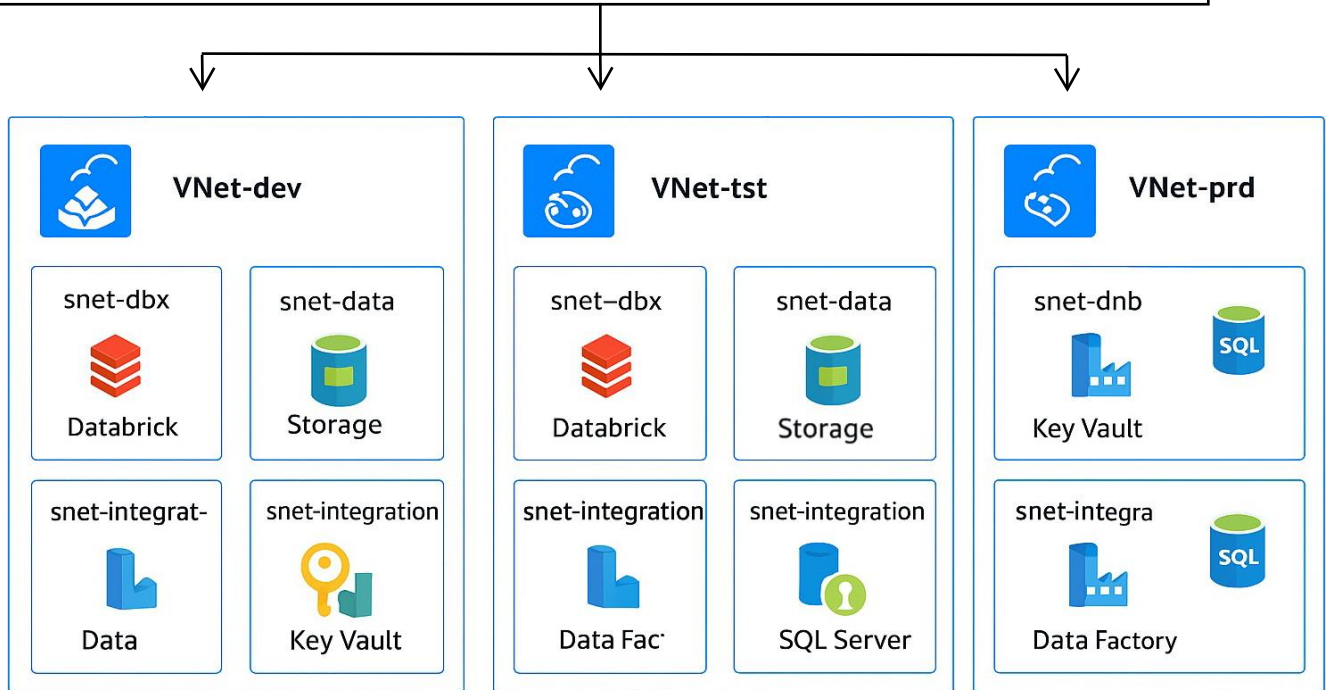 VNet-dev
snet-dbx
Databrick
snet-data
Storage
snet-integrat-
Data
snet-integration
Key Vault
VNet-tst
snet–dbx
Databrick
snet-data
Storage
snet-integration
Data Fac
snet-integration
SQL Server
VNet-prd
snet-dnb
SQL
Key Vault
snet-integra
SQL
Data Factory